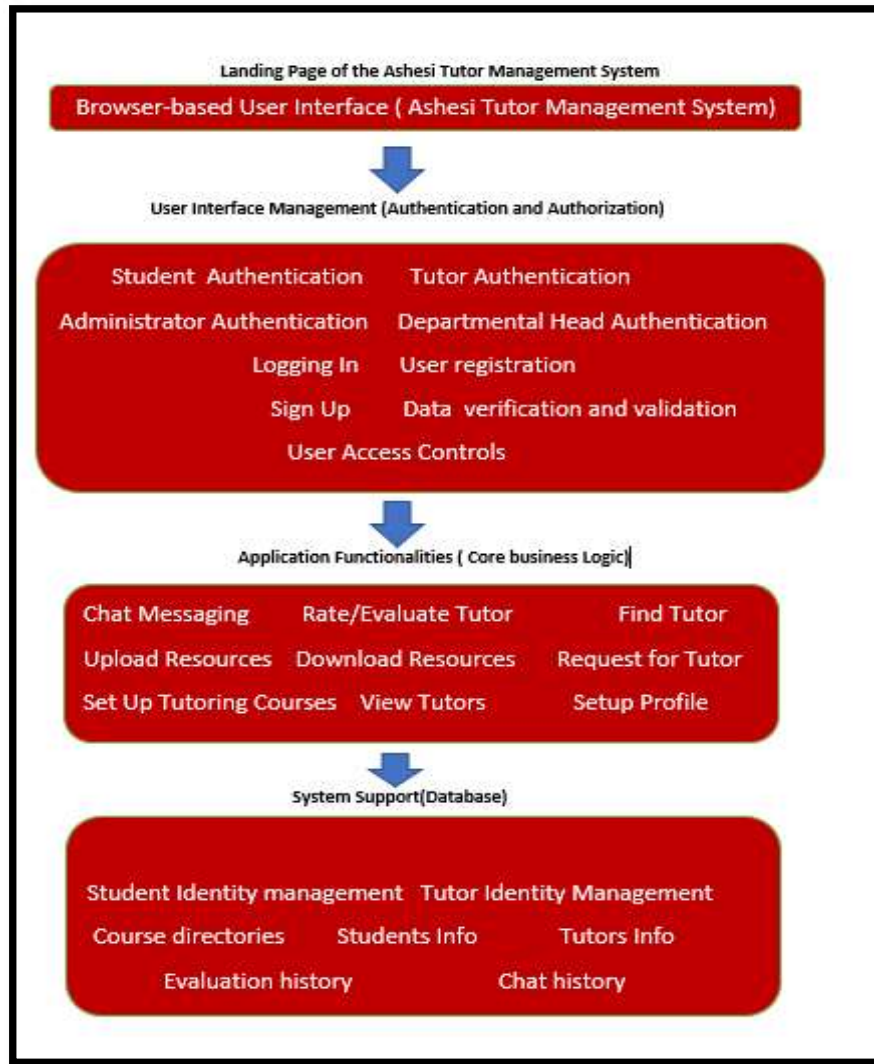 Landing Page of the Ashesi Tutor Management System
Browser-based User Interface ( Ashesi Tutor Management System)
User Interface Management (Authentication and Authorization)
Student Authentication Tutor Authentication
Administrator Authentication Departmental Head Authentication
Logging In User registration
Sign Up Data verification and validation
User Access Controls
Application Functionalities ( Core business Logic)
Chat Messaging Rate/Evaluate Tutor Find Tutor
Upload Resources Download Resources Request for Tutor
Set Up Tutoring Courses View Tutors Setup Profile
System Support(Database)
Student Identity management Tutor Identity Management
Course directories Students Info Tutors Info
Evaluation history Chat history